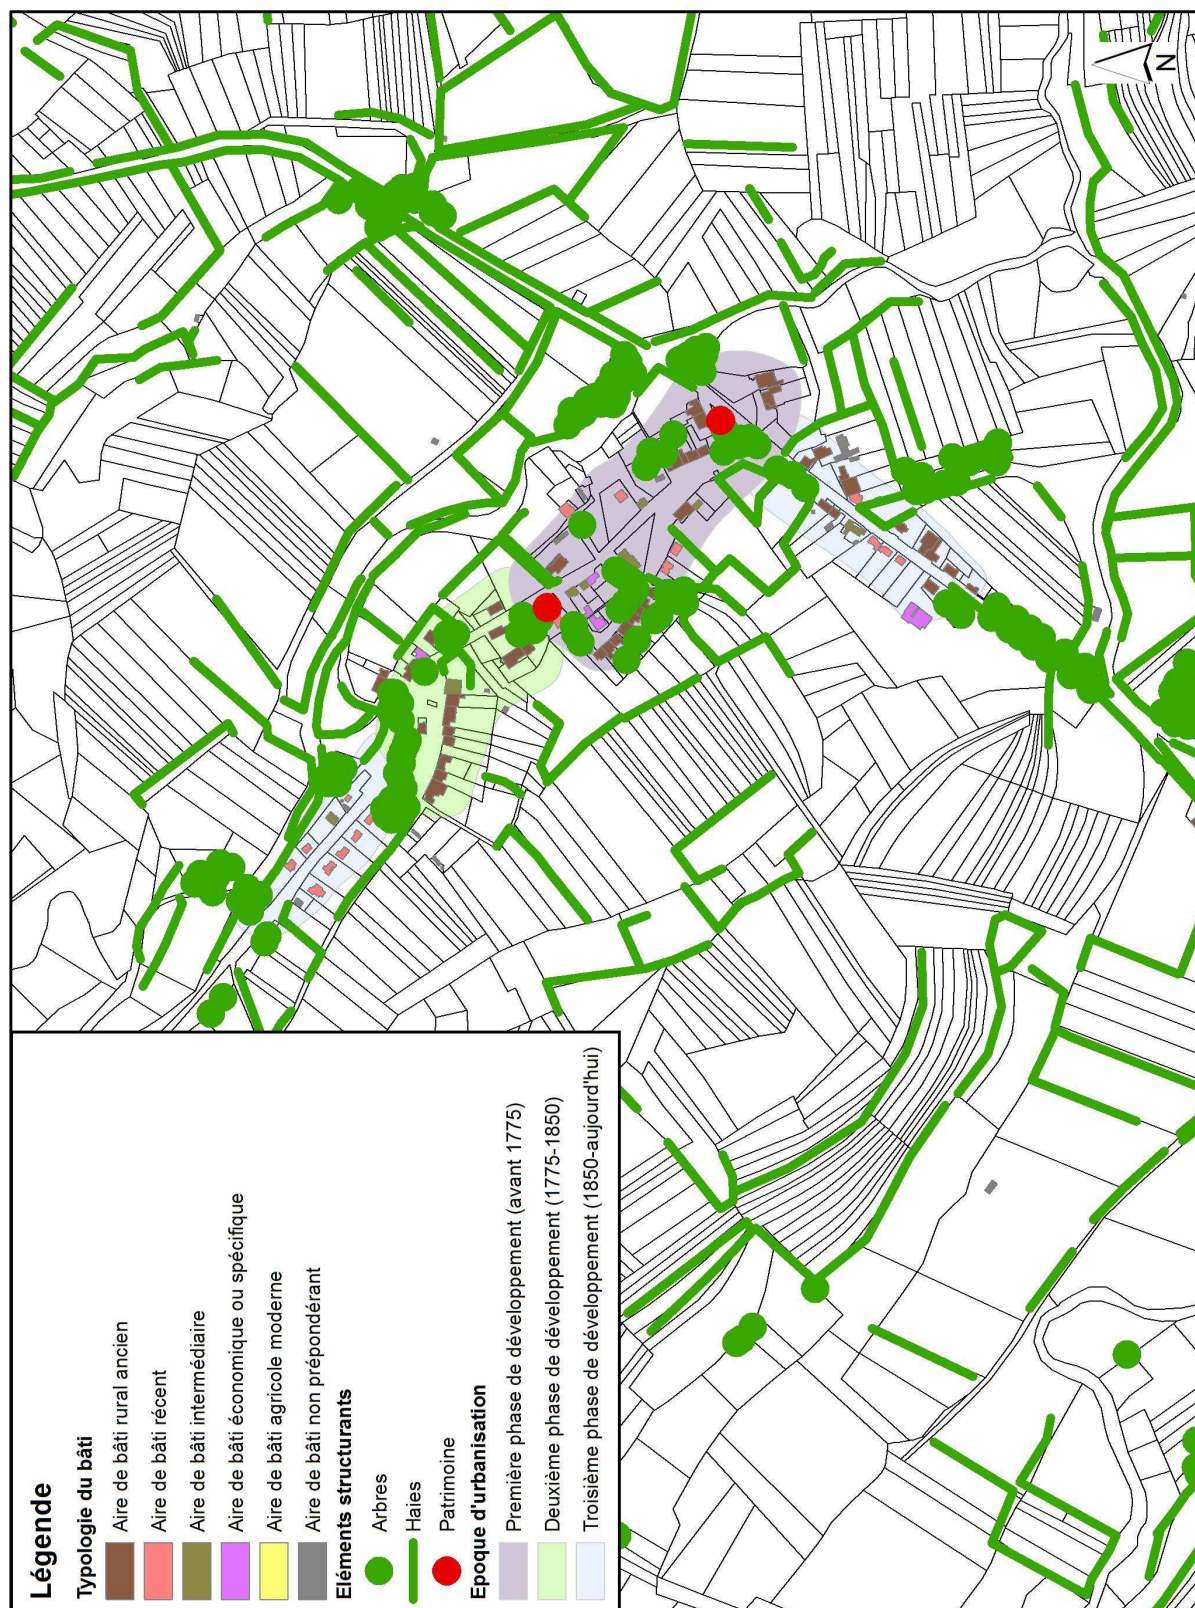 Légende
Typologie du bâti
Aire de bâti rural ancien
Aire de bâti récent
Aire de bâti intermédiaire
Aire de bâti économique ou spécifique
Aire de bâti agricole moderne
Aire de bâti non prépondérant
Eléments structurants
Arbres
Haies
Patrimoine
Epoque d'urbanisation
Première phase de développement (avant 1775)
Deuxième phase de développement (1775-1850)
Troisième phase de développement (1850-aujourd'hui)
N